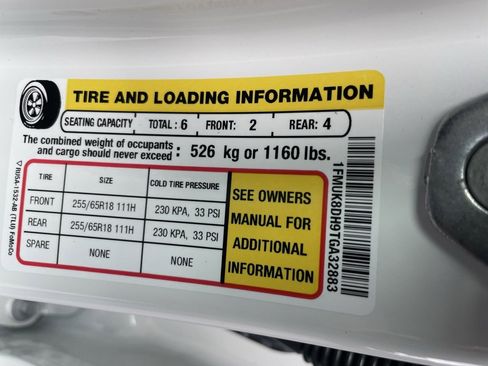 TIRE AND LOADING INFORMATION
SEATING CAPACITY TOTAL : 6 FRONT: 2 REAR: 4
The combined weight of occupants
and cargo should never exceed : 526 kg or 1160 lbs.
TIRE SIZE COLD TIRE PRESSURE
FRONT 255/65R18 111H 230 KPA, 33 PSI
REAR 255/65R18 111H 230 KPA, 33 PSI
SPARE NONE NONE
SEE OWNERS
MANUAL FOR
ADDITIONAL
INFORMATION
1FMUK8DH9TGA32883